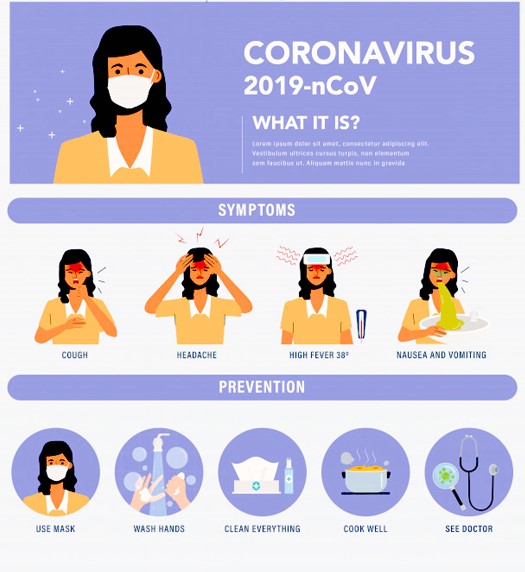 CORONAVIRUS
2019-nCoV
WHAT IT IS?
Lorem ipsum dolor sit amet, consectetur adipiscing elit.
Vestibulum ultrices cursus turpis, non elementum
sem faucibus ut. Aliquam mattis nunc in gravida
SYMPTOMS
COUGH
HEADACHE
HIGH FEVER 38º
NAUSEA AND VOMITING
PREVENTION
USE MASK
WASH HANDS
CLEAN EVERYTHING
COOK WELL
SEE DOCTOR